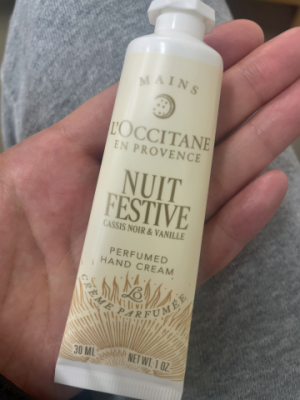 MAINS
L'OCCITANE
EN PROVENCE
NUIT
FESTIVE
CASSIS NOIR & VANILLE
PERFUMED
HAND CREAM
CRÈME PARFUMÉE
30 ML NET WT. 1 OZ